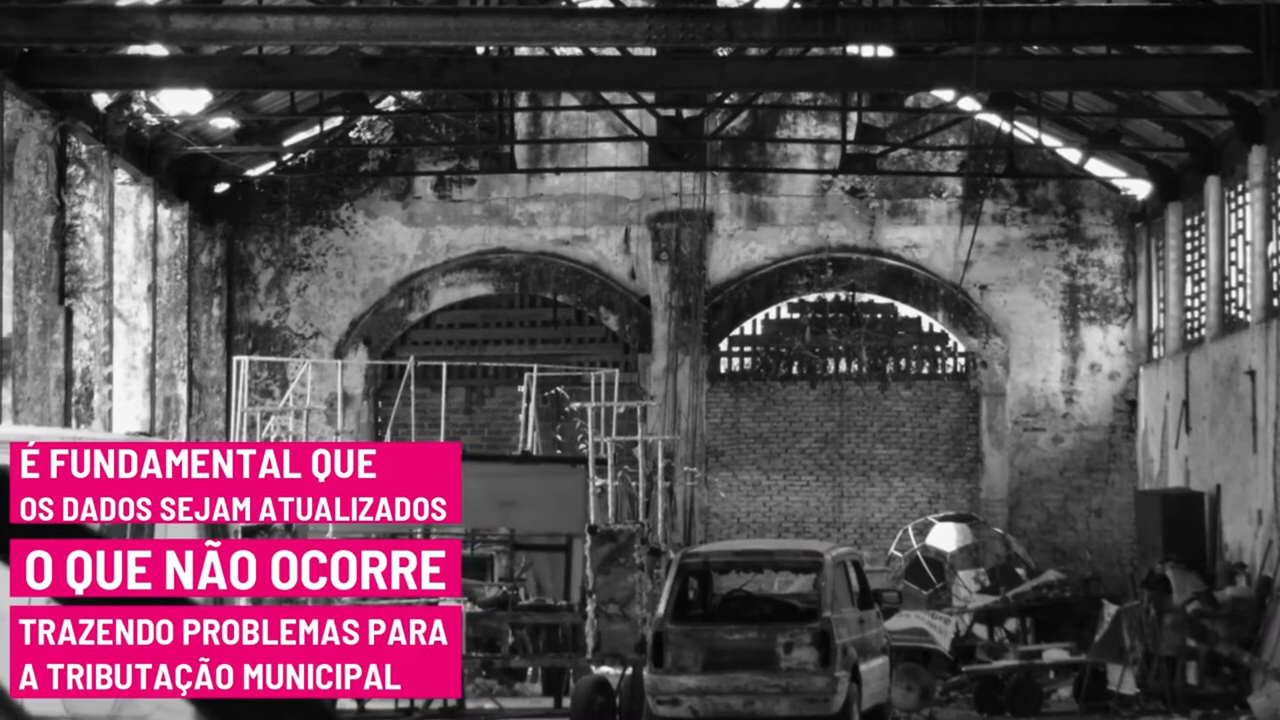 É FUNDAMENTAL QUE
OS DADOS SEJAM ATUALIZADOS
O QUE NÃO OCORRE
TRAZENDO PROBLEMAS PARA
A TRIBUTAÇÃO MUNICIPAL